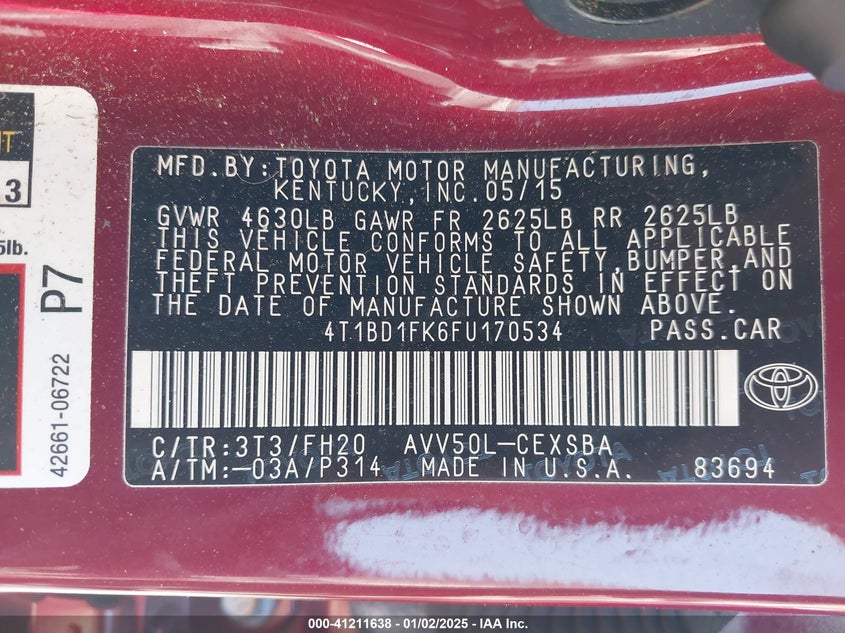 NT
13
5lb.
P7
42661-06722
MFD.BY:TOYOTA MOTOR MANUFACTURING,
KENTUCKY,INC.05/15
GVWR 4630LB GAWR FR 2625LB RR 2625LB
THIS VEHICLE CONFORMS TO ALL APPLICABLE
FEDERAL MOTOR VEHICLE SAFETY,BUMPER,AND
THEFT PREVENTION STANDARDS IN EFFECT ON
THE DATE OF MANUFACTURE SHOWN ABOVE.
4T1BD1FK6FU170534 PASS.CAR
C/TR:3T3/FH20 AVV50L-CEXSBA
A/TM:-03A/P314 MADE IN U.S.A. 83694
000-41211638 - 01/02/2025 - IAA Inc.